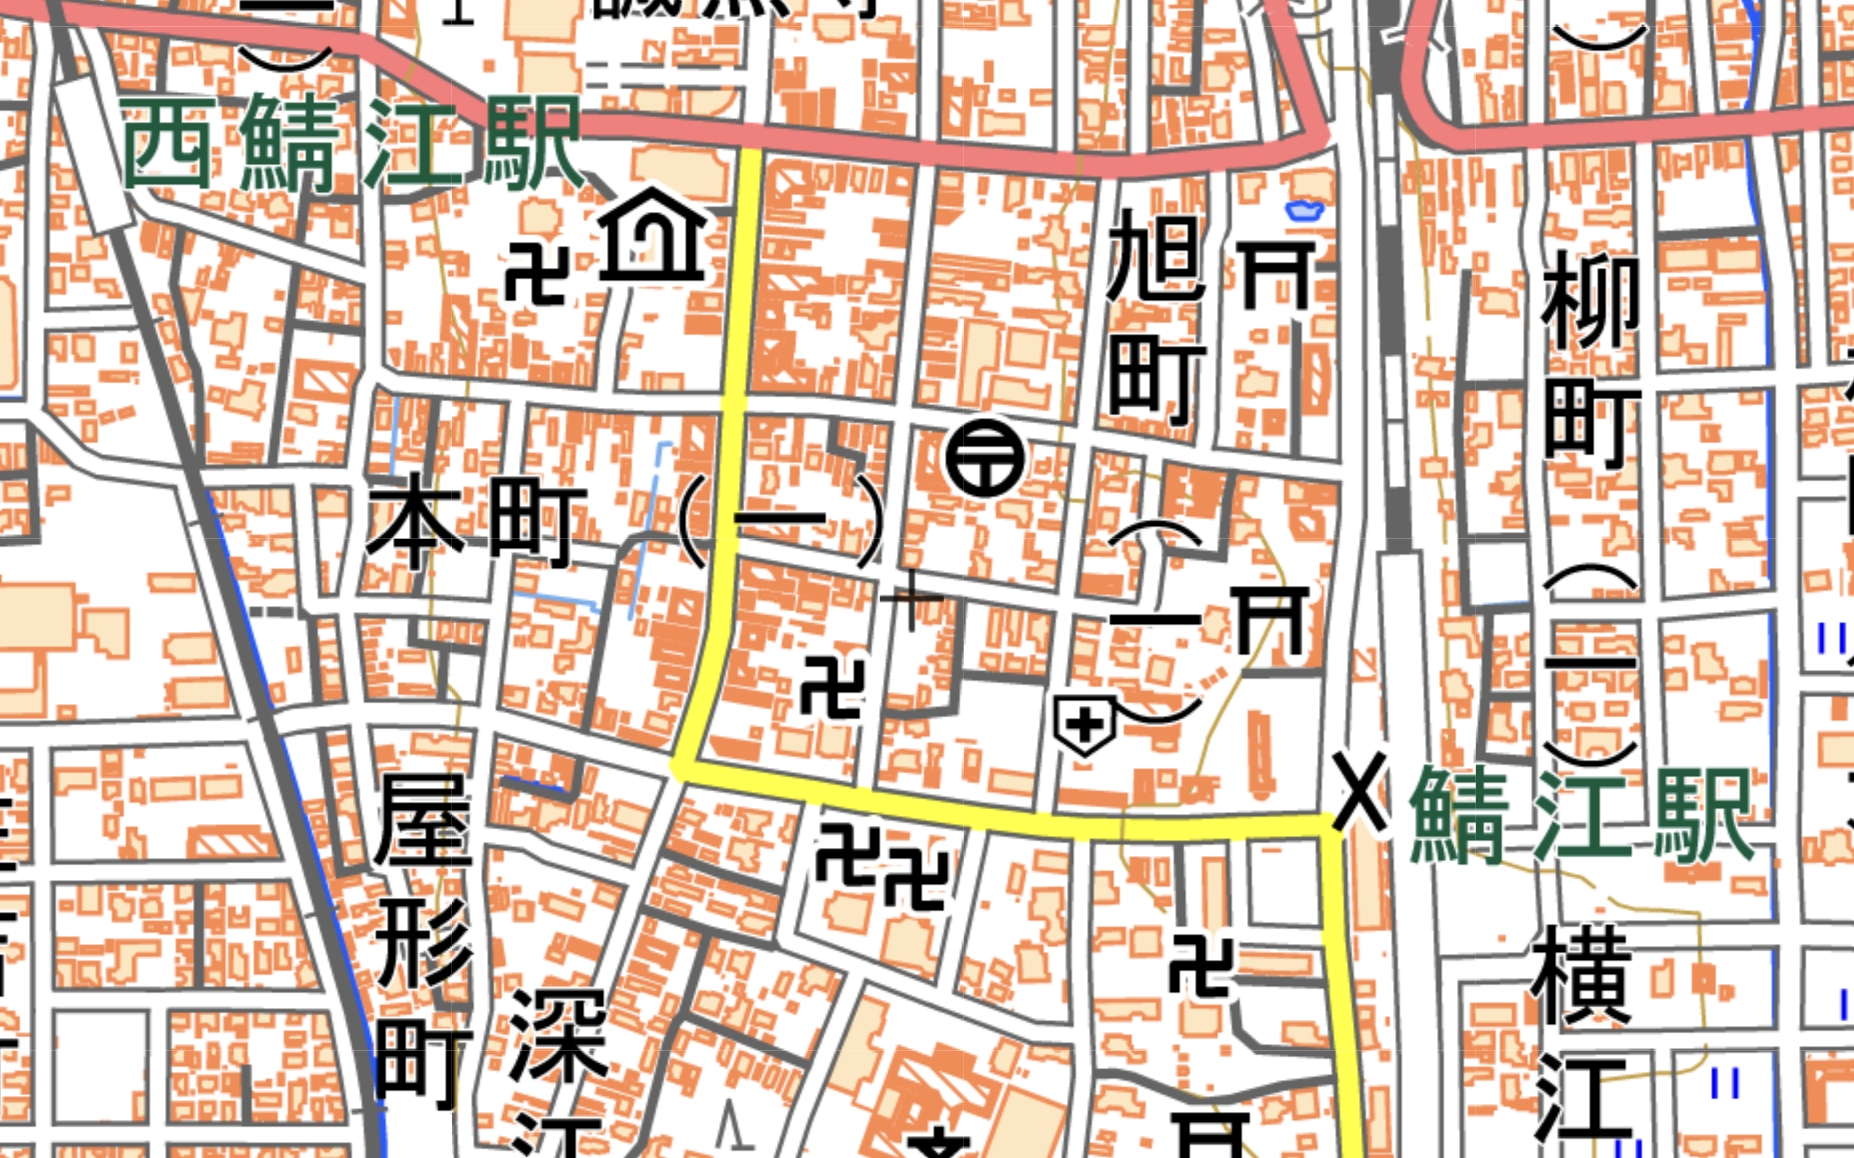 西鯖江駅
旭町(一)
柳町(一)
本町(一)
鯖江駅
屋形町
深江
横江